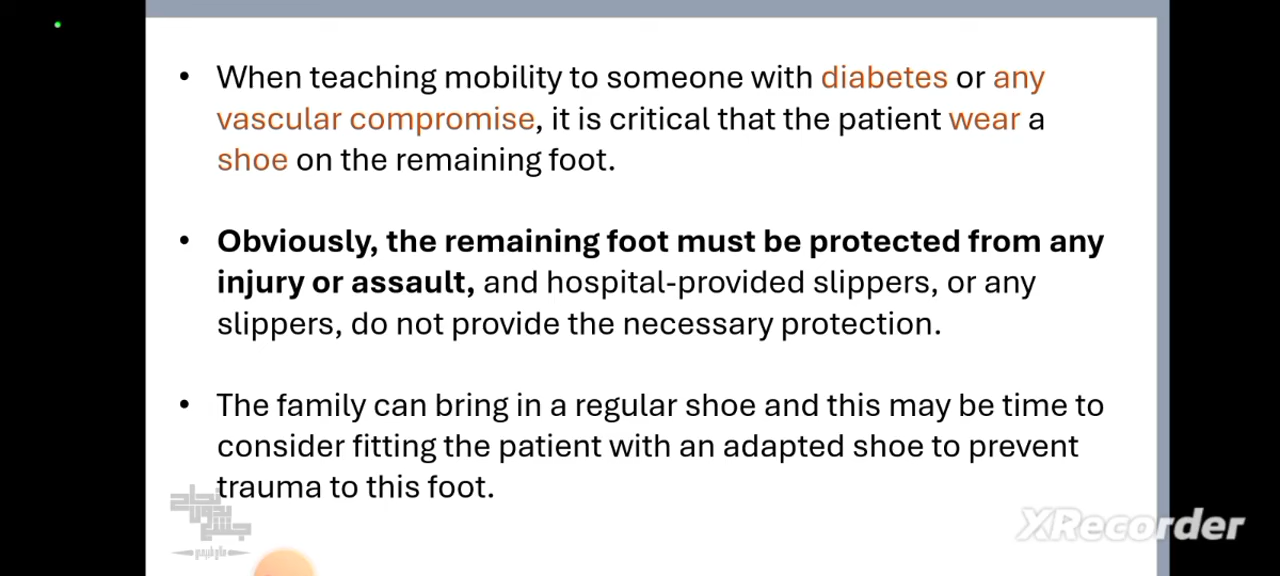 • When teaching mobility to someone with diabetes or any
vascular compromise, it is critical that the patient wear a
shoe on the remaining foot.
• Obviously, the remaining foot must be protected from any
injury or assault, and hospital-provided slippers, or any
slippers, do not provide the necessary protection.
• The family can bring in a regular shoe and this may be time to
consider fitting the patient with an adapted shoe to prevent
trauma to this foot.
نجاح
بدون
XRecorder